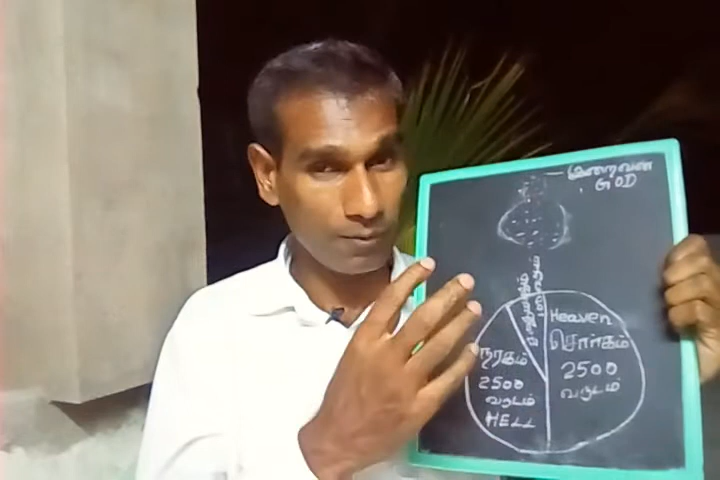 இறைவன்
GOD
Heaven
சொர்கம்
2500
வருடம்
நரகம்
2500
வருடம்
HELL